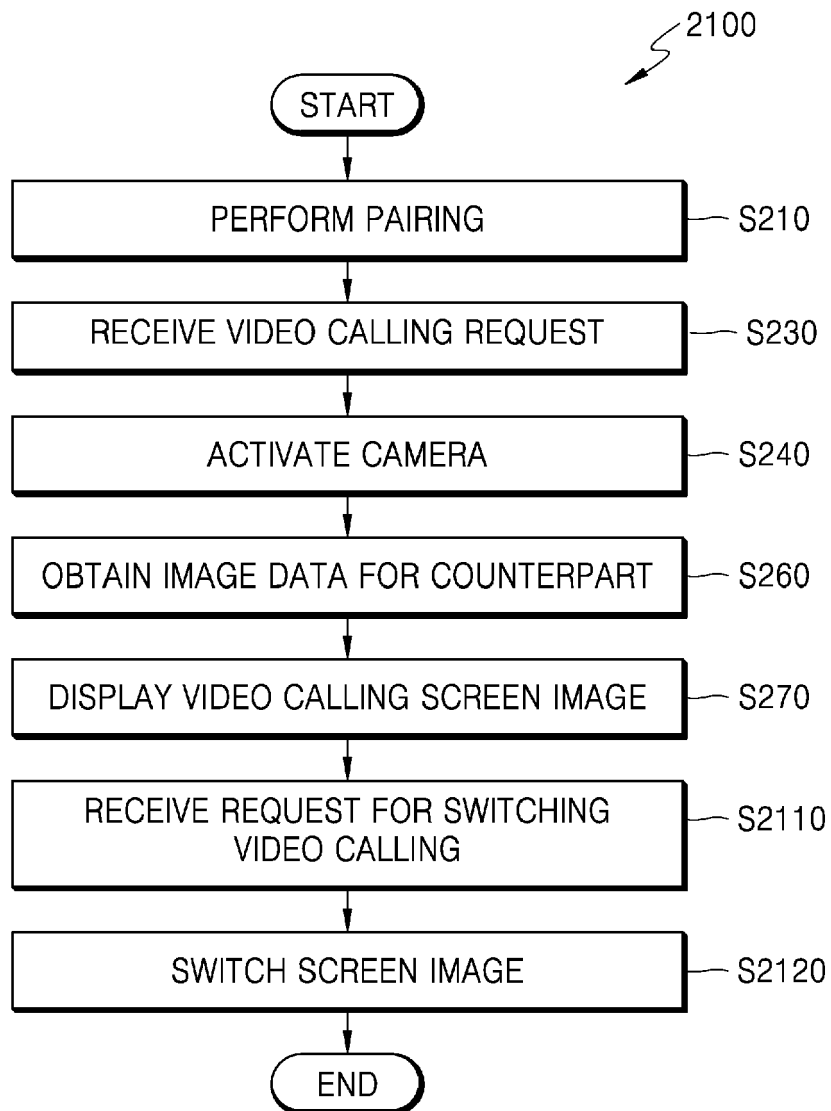 2100
START
PERFORM PAIRING
S210
RECEIVE VIDEO CALLING REQUEST
S230
ACTIVATE CAMERA
S240
OBTAIN IMAGE DATA FOR COUNTERPART
S260
DISPLAY VIDEO CALLING SCREEN IMAGE
S270
RECEIVE REQUEST FOR SWITCHING
VIDEO CALLING
S2110
SWITCH SCREEN IMAGE
S2120
END